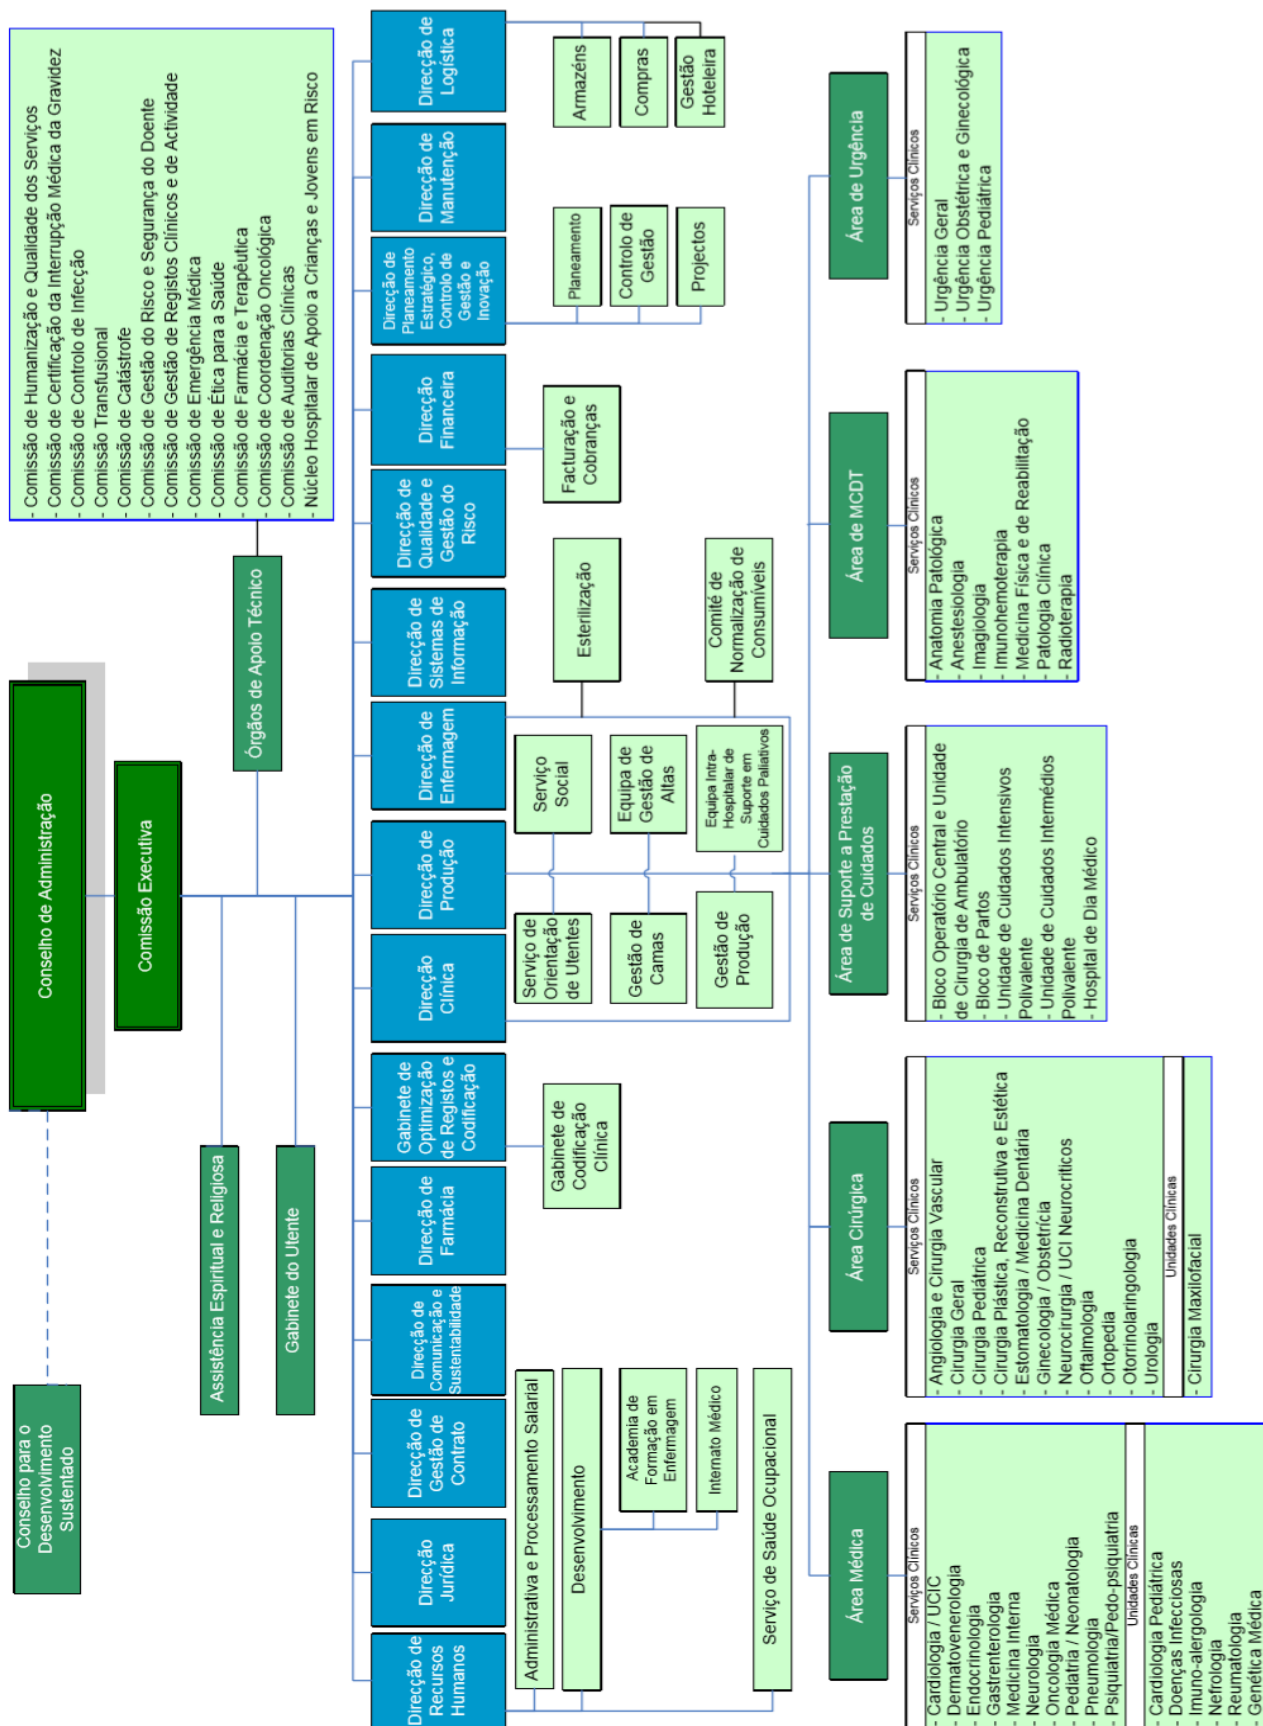 Conselho para o
Desenvolvimento
Sustentado
Conselho de Administração
Comissão Executiva
Assistência Espiritual e Religiosa
Gabinete do Utente
Órgãos de Apoio Técnico
- Comissão de Humanização e Qualidade dos Serviços
- Comissão de Certificação da Interrupção Médica da Gravidez
- Comissão de Controlo de Infecção
- Comissão Transfusional
- Comissão de Catástrofe
- Comissão de Gestão do Risco e Segurança do Doente
- Comissão de Gestão de Registos Clínicos e de Actividade
- Comissão de Emergência Médica
- Comissão de Ética para a Saúde
- Comissão de Farmácia e Terapêutica
- Comissão de Coordenação Oncológica
- Comissão de Auditorias Clínicas
- Núcleo Hospitalar de Apoio a Crianças e Jovens em Risco
Direcção de
Recursos
Humanos
Direcção
Jurídica
Direcção de
Gestão de
Contrato
Direcção de
Comunicação e
Sustentabilidade
Direcção de
Farmácia
Gabinete de
Optimização
de Registos e
Codificação
Direcção
Clínica
Direcção de
Produção
Direcção de
Enfermagem
Direcção de
Sistemas de
Informação
Direcção de
Qualidade e
Gestão do
Risco
Direcção
Financeira
Direcção de
Planeamento
Estratégico,
Controlo de
Gestão e
Inovação
Direcção de
Manutenção
Direcção de
Logística
Administrativa e Processamento Salarial
Desenvolvimento
Academia de
Formação em
Enfermagem
Internato Médico
Serviço de Saúde Ocupacional
Gabinete de
Codificação
Clínica
Serviço de
Orientação
de Utentes
Serviço
Social
Gestão de
Camas
Equipa de
Gestão de
Altas
Gestão de
Produção
Equipa Intra-
Hospitalar de
Suporte em
Cuidados Paliativos
Esterilização
Comité de
Normalização de
Consumíveis
Facturação e
Cobranças
Planeamento
Controlo de
Gestão
Projectos
Armazéns
Compras
Gestão
Hoteleira
Área Médica
Serviços Clínicos
- Cardiologia / UCIC
- Dermatovenerologia
- Endocrinologia
- Gastrenterologia
- Medicina Interna
- Neurologia
- Oncologia Médica
- Pediatria / Neonatologia
- Pneumologia
- Psiquiatria/Pedo-psiquiatria
Unidades Clínicas
- Cardiologia Pediátrica
- Doenças Infecciosas
- Imuno-alergologia
- Nefrologia
- Reumatologia
- Genética Médica
Área Cirúrgica
Serviços Clínicos
- Angiologia e Cirurgia Vascular
- Cirurgia Geral
- Cirurgia Pediátrica
- Cirurgia Plástica, Reconstrutiva e Estética
- Estomatologia / Medicina Dentária
- Ginecologia / Obstetrícia
- Neurocirurgia / UCI Neurocríticos
- Oftalmologia
- Ortopedia
- Otorrinolaringologia
- Urologia
Unidades Clínicas
- Cirurgia Maxilofacial
Área de Suporte a Prestação
de Cuidados
Serviços Clínicos
- Bloco Operatório Central e Unidade
de Cirurgia de Ambulatório
- Bloco de Partos
- Unidade de Cuidados Intensivos
Polivalente
- Unidade de Cuidados Intermédios
Polivalente
- Hospital de Dia Médico
Área de MCDT
Serviços Clínicos
- Anatomia Patológica
- Anestesiologia
- Imagiologia
- Imunohemoterapia
- Medicina Física e de Reabilitação
- Patologia Clínica
- Radioterapia
Área de Urgência
Serviços Clínicos
- Urgência Geral
- Urgência Obstétrica e Ginecológica
- Urgência Pediátrica